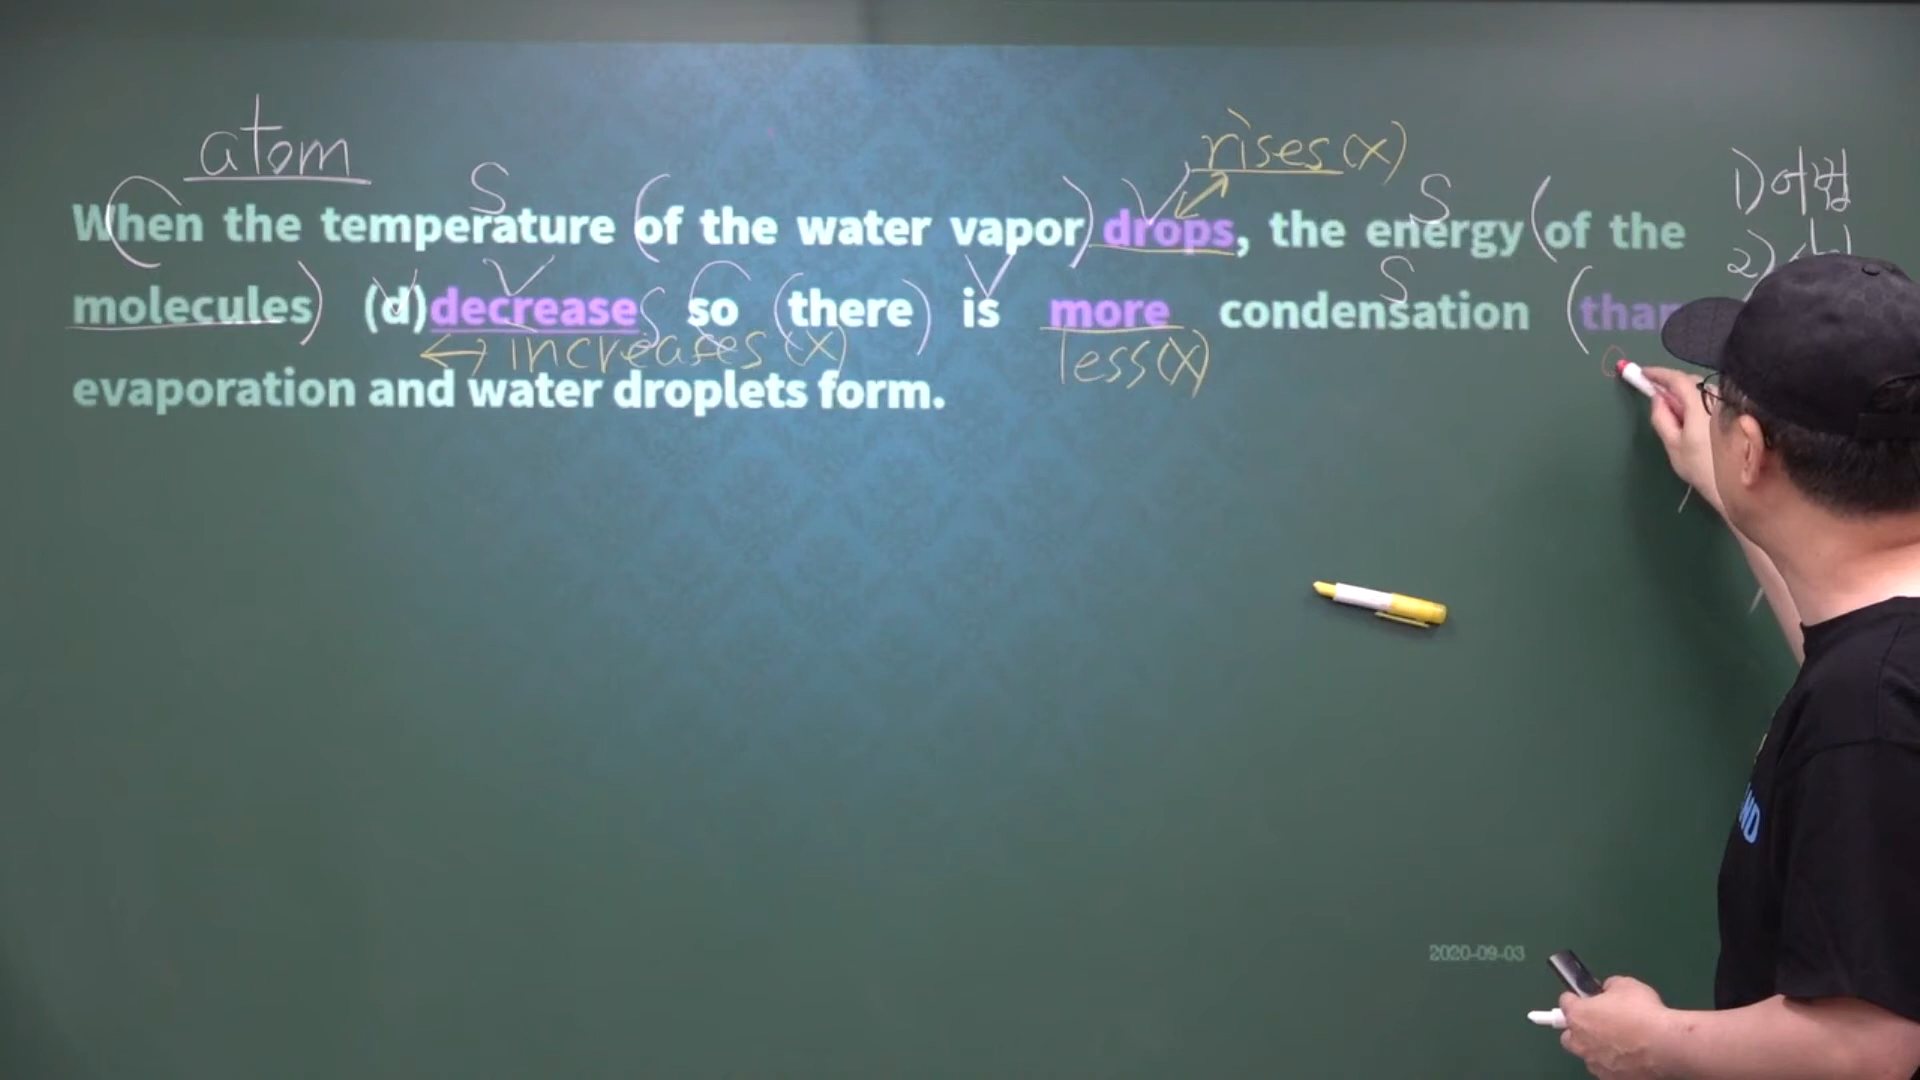 atom
rises (x)
S
V
S
1) 어법
When the temperature of the water vapor drops, the energy (of the
2)
V
V
V
S
molecules) (d)decrease s so (there) is more condensation (than
increases (x)
less (x)
evaporation and water droplets form.
2020-09-03